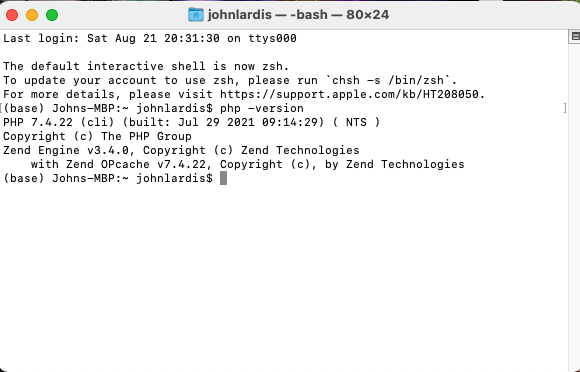 johnlardis — -bash — 80×24
Last login: Sat Aug 21 20:31:30 on ttys000
The default interactive shell is now zsh.
To update your account to use zsh, please run `chsh -s /bin/zsh`.
For more details, please visit https://support.apple.com/kb/HT208050.
[(base) Johns-MBP:~ johnlardis$ php -version ]
PHP 7.4.22 (cli) (built: Jul 29 2021 09:14:29) ( NTS )
Copyright (c) The PHP Group
Zend Engine v3.4.0, Copyright (c) Zend Technologies
    with Zend OPcache v7.4.22, Copyright (c), by Zend Technologies
(base) Johns-MBP:~ johnlardis$